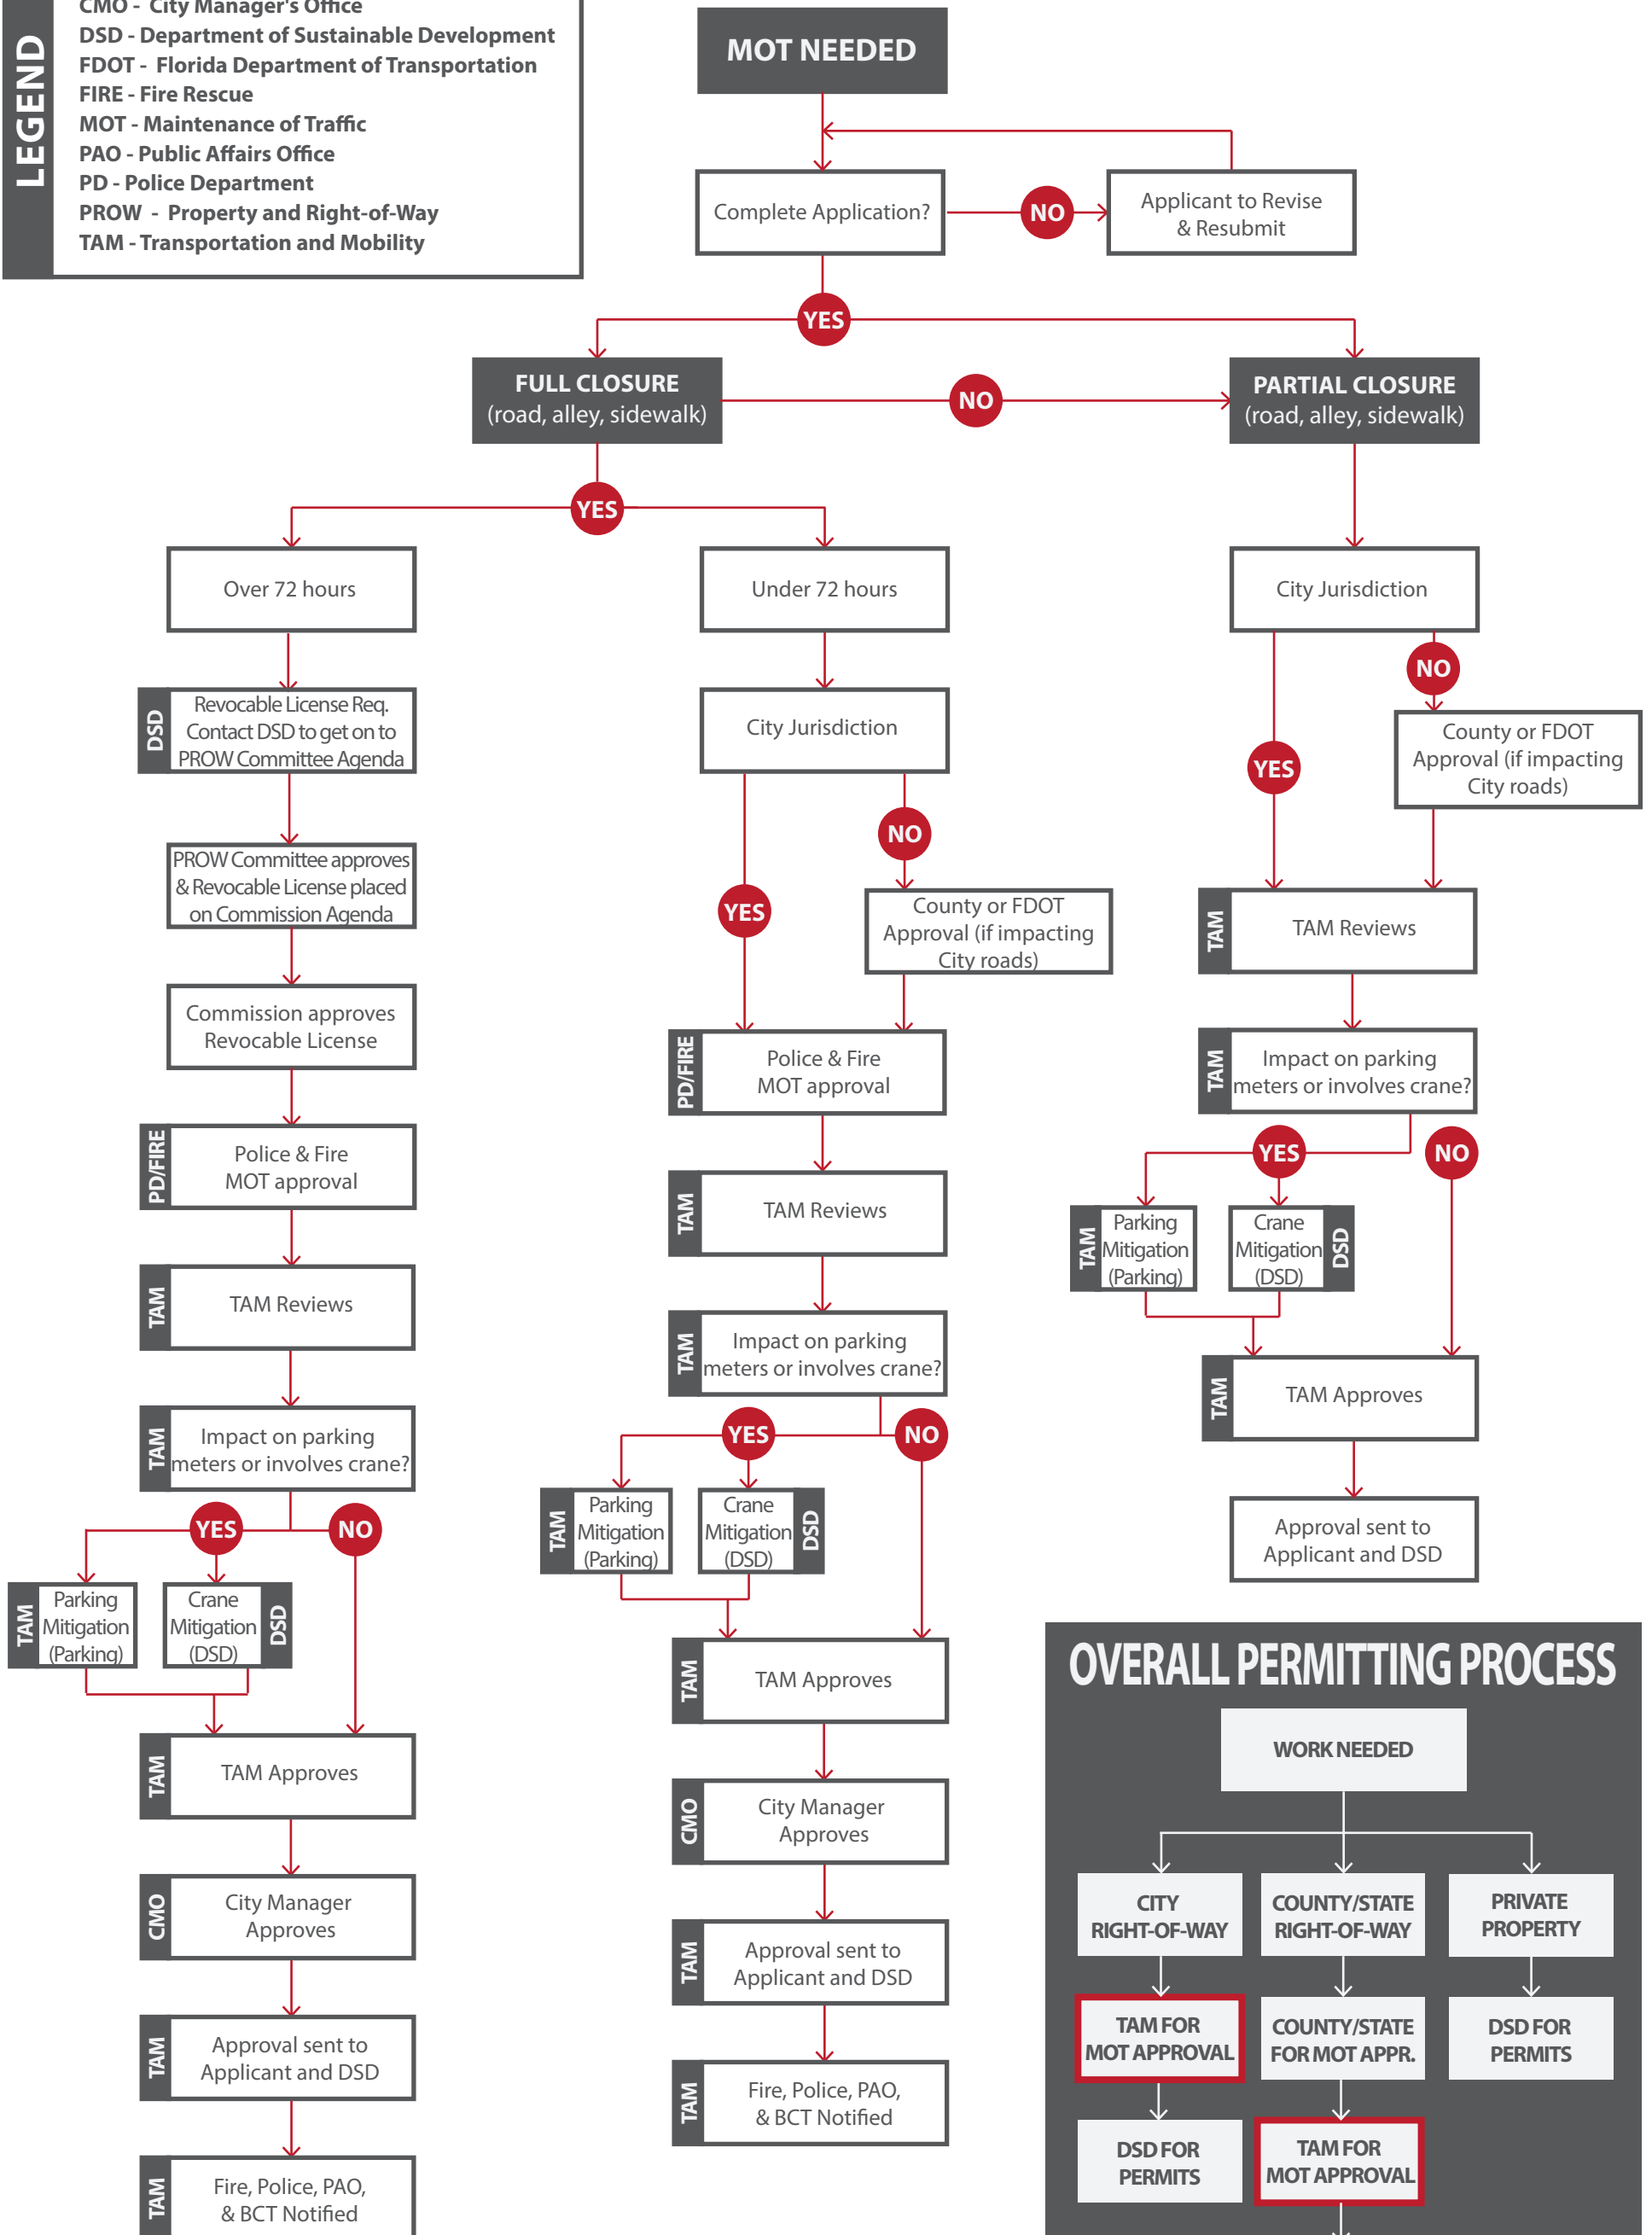 LEGEND
CMO - City Manager's Office
DSD - Department of Sustainable Development
FDOT - Florida Department of Transportation
FIRE - Fire Rescue
MOT - Maintenance of Traffic
PAO - Public Affairs Office
PD - Police Department
PROW - Property and Right-of-Way
TAM - Transportation and Mobility
MOT NEEDED
Complete Application?
NO
Applicant to Revise
& Resubmit
YES
FULL CLOSURE
(road, alley, sidewalk)
NO
PARTIAL CLOSURE
(road, alley, sidewalk)
YES
Over 72 hours
DSD
Revocable License Req.
Contact DSD to get on to
PROW Committee Agenda
PROW Committee approves
& Revocable License placed
on Commission Agenda
Commission approves
Revocable License
PD/FIRE
Police & Fire
MOT approval
TAM
TAM Reviews
TAM
Impact on parking
meters or involves crane?
YES
NO
TAM
Parking
Mitigation
(Parking)
Crane
Mitigation
(DSD)
DSD
TAM
TAM Approves
CMO
City Manager
Approves
TAM
Approval sent to
Applicant and DSD
TAM
Fire, Police, PAO,
& BCT Notified
Under 72 hours
City Jurisdiction
YES
NO
County or FDOT
Approval (if impacting
City roads)
PD/FIRE
Police & Fire
MOT approval
TAM
TAM Reviews
TAM
Impact on parking
meters or involves crane?
YES
NO
TAM
Parking
Mitigation
(Parking)
Crane
Mitigation
(DSD)
DSD
TAM
TAM Approves
CMO
City Manager
Approves
TAM
Approval sent to
Applicant and DSD
TAM
Fire, Police, PAO,
& BCT Notified
City Jurisdiction
YES
NO
County or FDOT
Approval (if impacting
City roads)
TAM
TAM Reviews
TAM
Impact on parking
meters or involves crane?
YES
NO
TAM
Parking
Mitigation
(Parking)
Crane
Mitigation
(DSD)
DSD
TAM
TAM Approves
Approval sent to
Applicant and DSD
OVERALL PERMITTING PROCESS
WORK NEEDED
CITY
RIGHT-OF-WAY
COUNTY/STATE
RIGHT-OF-WAY
PRIVATE
PROPERTY
TAM FOR
MOT APPROVAL
COUNTY/STATE
FOR MOT APPR.
DSD FOR
PERMITS
DSD FOR
PERMITS
TAM FOR
MOT APPROVAL